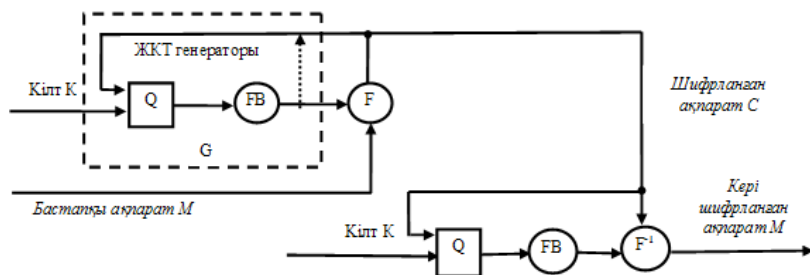 ЖКТ генераторы
Кілт К
Q
FB
F
G
Шифрланған
ақпарат С
Бастапқы ақпарат М
Кері
шифрланған
ақпарат М
Кілт К
Q
FB
F⁻¹